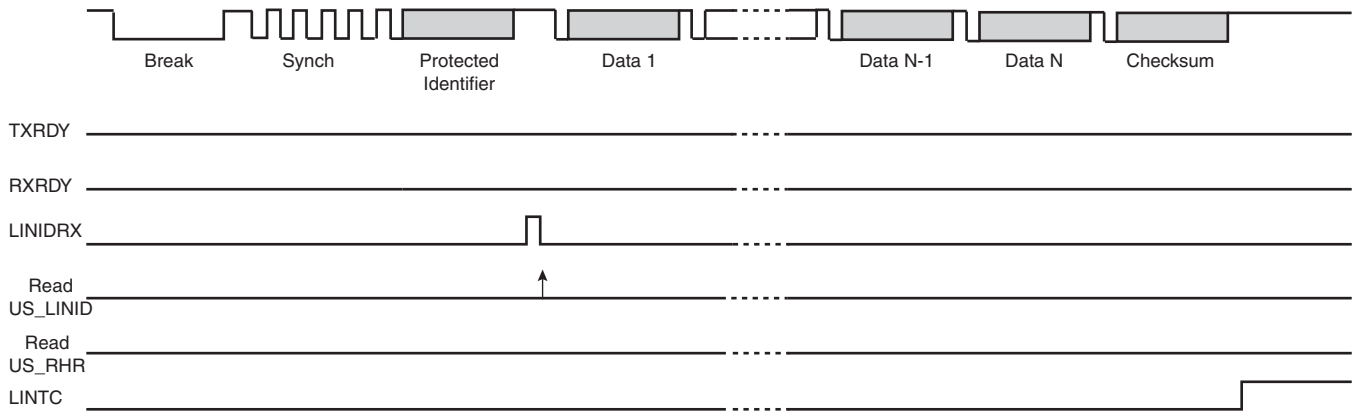 Break Synch Protected Identifier Data 1 Data N-1 Data N Checksum
TXRDY
RXRDY
LINIDRX
Read
US_LINID
Read
US_RHR
LINTC